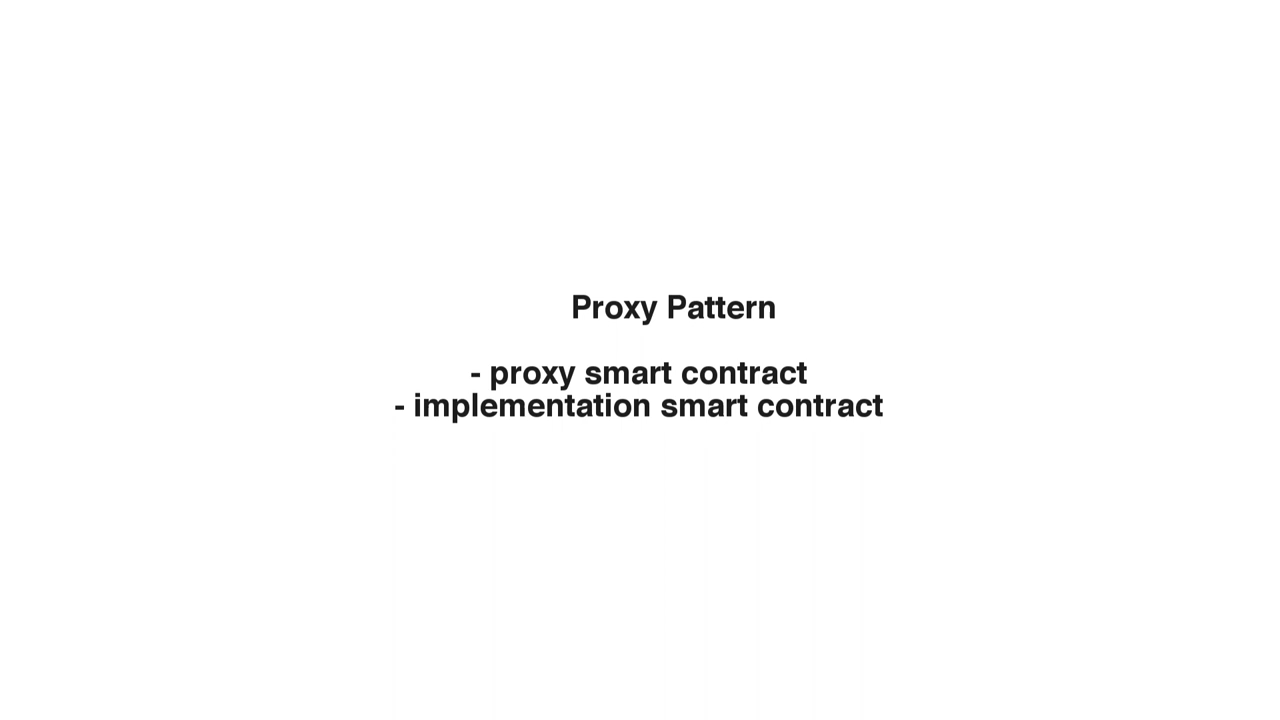 Proxy Pattern
- proxy smart contract
- implementation smart contract